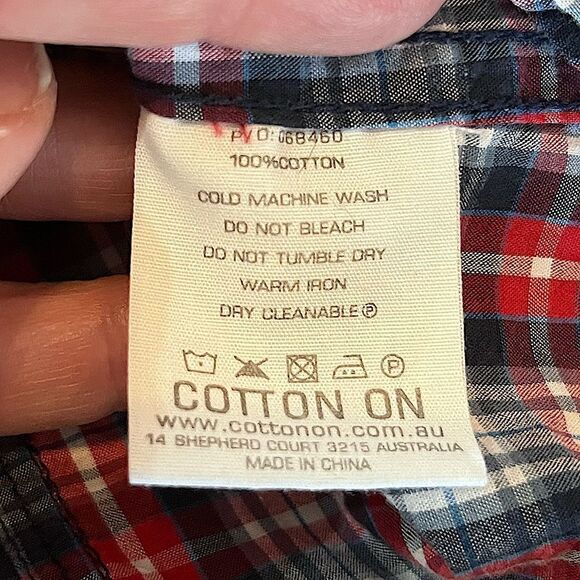 P/O: 068460
100%COTTON
COLD MACHINE WASH
DO NOT BLEACH
DO NOT TUMBLE DRY
WARM IRON
DRY CLEANABLE Ⓟ
Ⓟ
COTTON ON
www.cottonon.com.au
14 SHEPHERD COURT 3215 AUSTRALIA
MADE IN CHINA